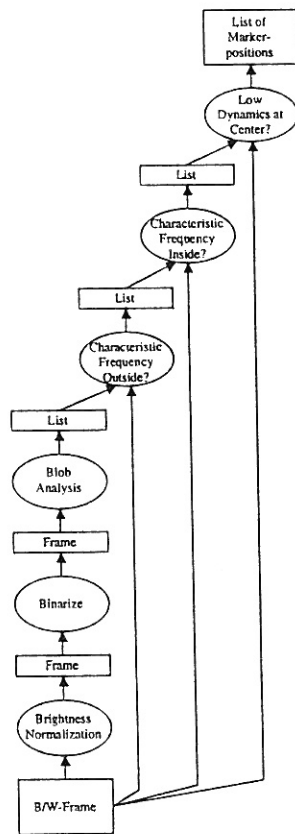 List of
Marker-
positions
Low
Dynamics at
Center?
List
Characteristic
Frequency
Inside?
List
Characteristic
Frequency
Outside?
List
Blob
Analysis
Frame
Binarize
Frame
Brightness
Normalization
B/W-Frame